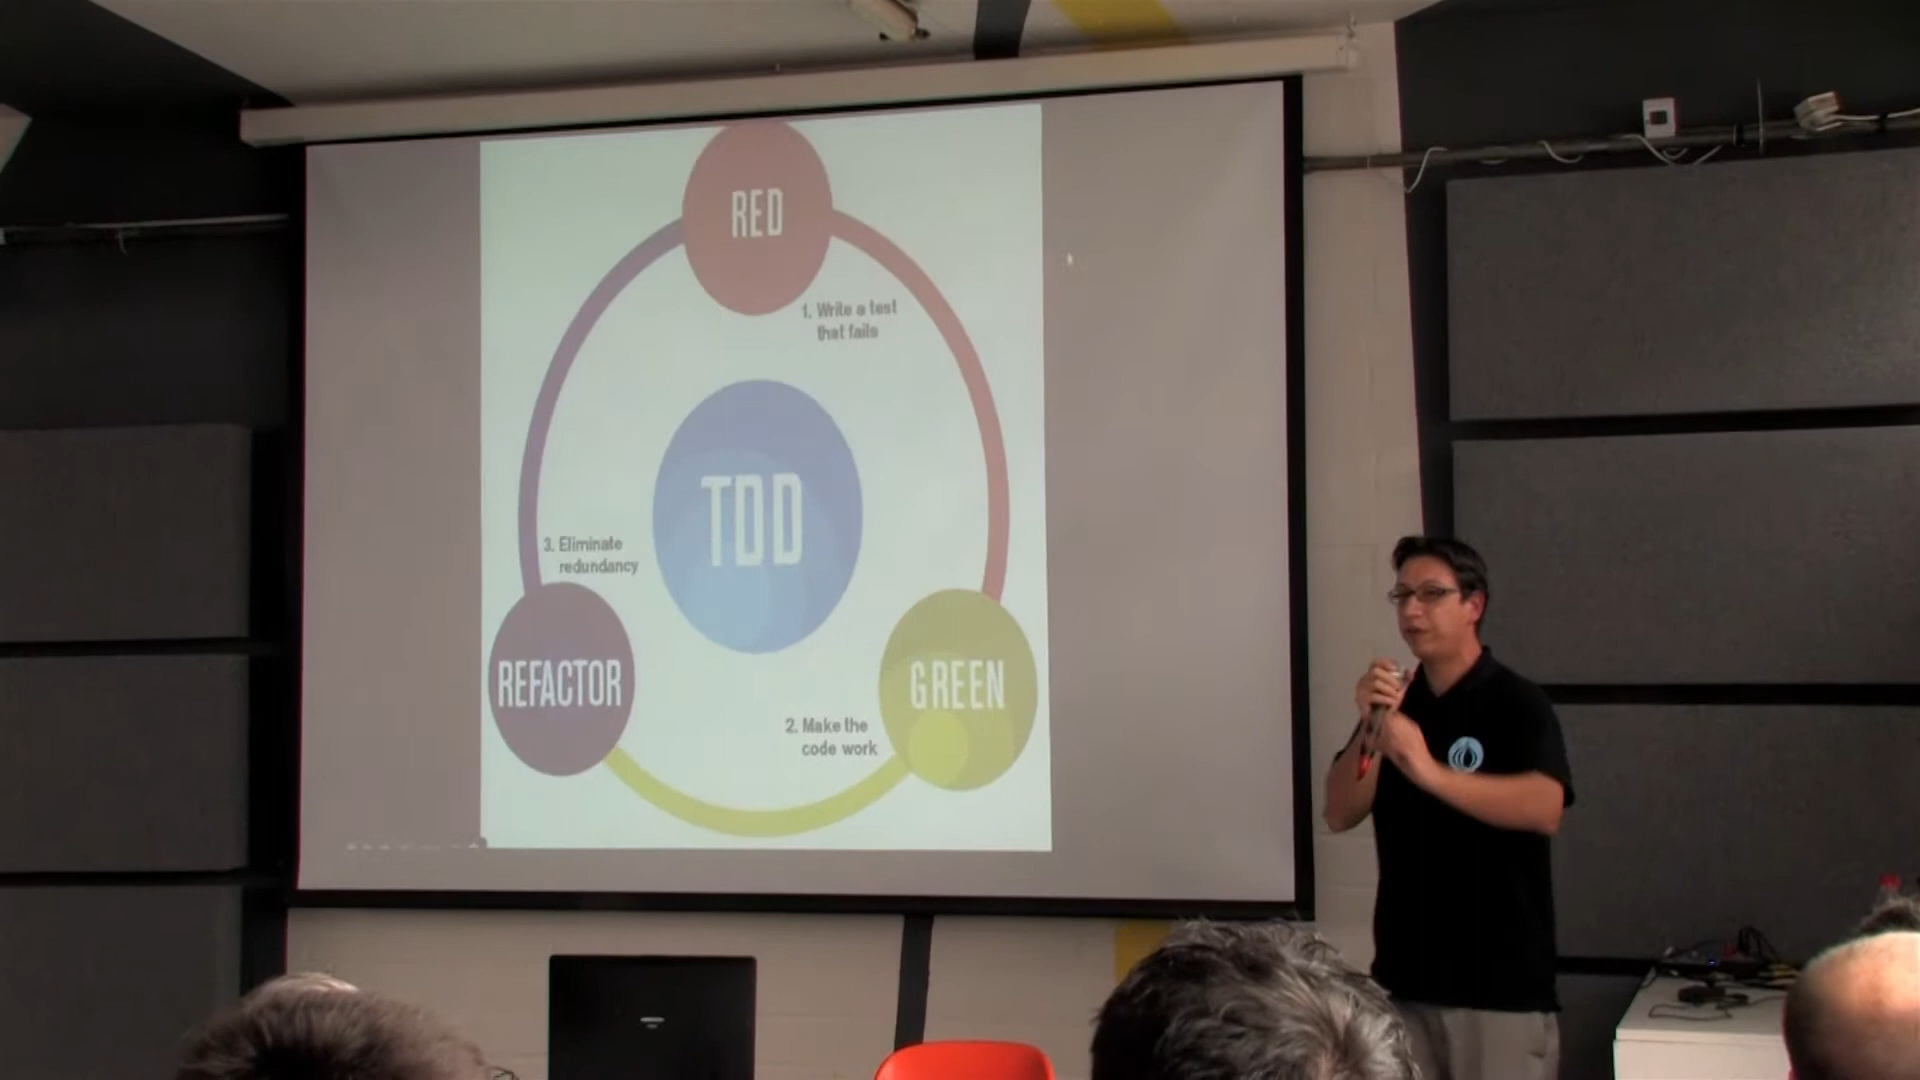 RED
1. Write a test
that fails
TDD
3. Eliminate
redundancy
REFACTOR
GREEN
2. Make the
code work